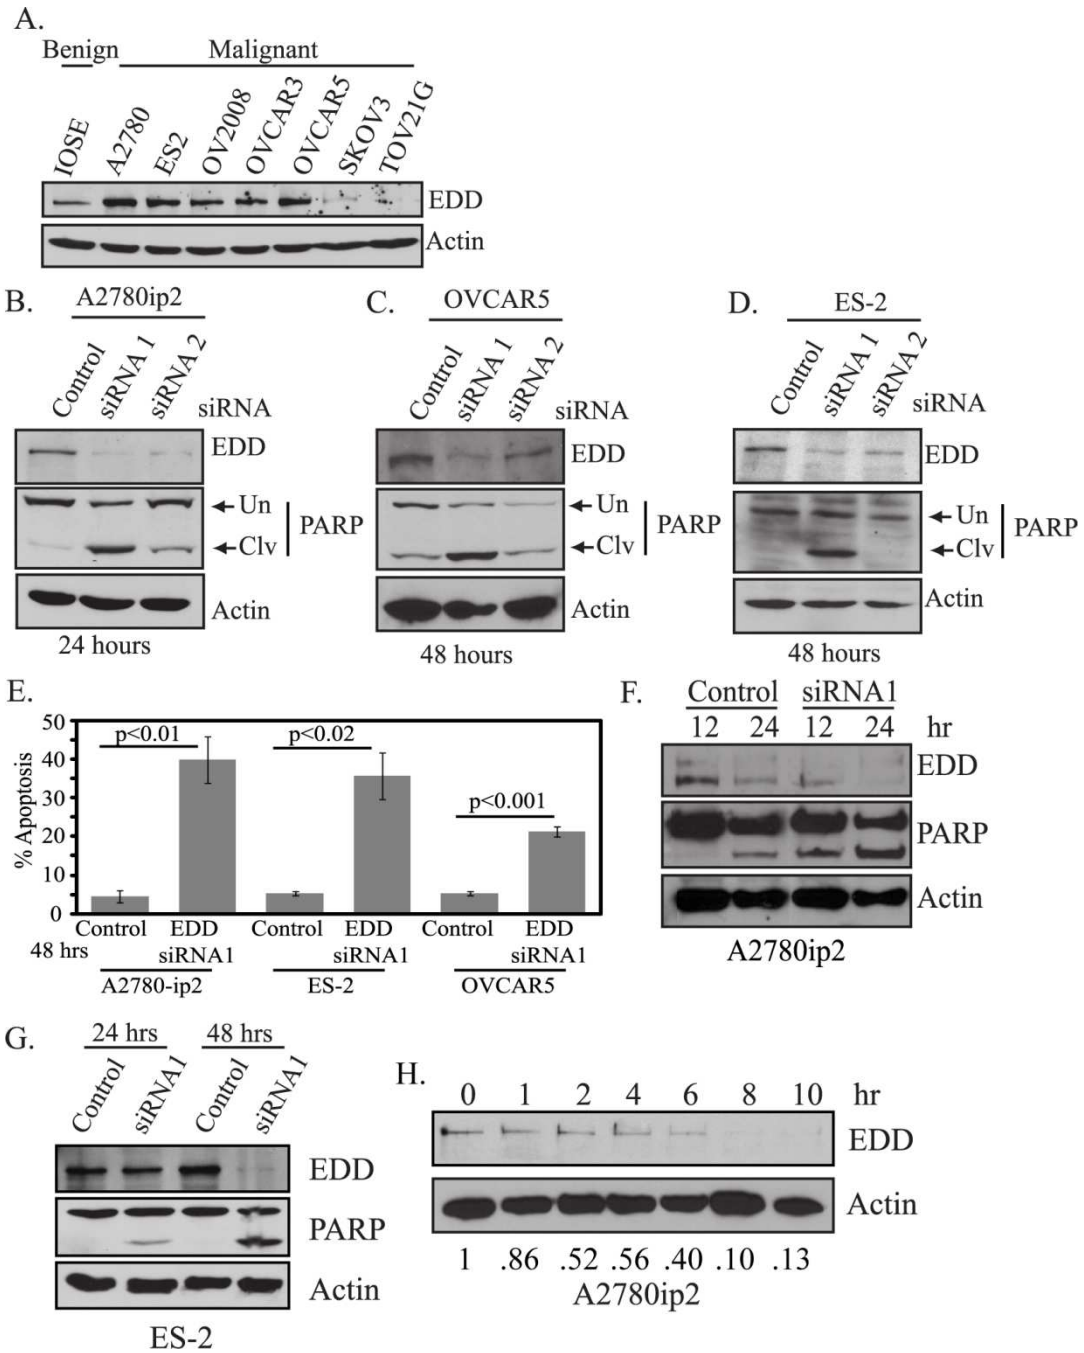 A.
Benign Malignant
IOSE A2780 ES2 OV2008 OVCAR3 OVCAR5 SKOV3 TOV21G
EDD
Actin
B. A2780ip2
Control siRNA 1 siRNA 2 siRNA
EDD
Un
Clv
PARP
Actin
24 hours
C. OVCAR5
Control siRNA 1 siRNA 2 siRNA
EDD
Un
Clv
PARP
Actin
48 hours
D. ES-2
Control siRNA 1 siRNA 2 siRNA
EDD
Un
Clv
PARP
Actin
48 hours
E.
% Apoptosis
50
40
30
20
10
0
p<0.01 p<0.02 p<0.001
Control EDD Control EDD Control EDD
48 hrs siRNA1 siRNA1 siRNA1
A2780-ip2 ES-2 OVCAR5
F. Control siRNA1
12 24 12 24 hr
EDD
PARP
Actin
A2780ip2
G. 24 hrs 48 hrs
Control siRNA1 Control siRNA1
EDD
PARP
Actin
ES-2
H.
0 1 2 4 6 8 10 hr
EDD
Actin
1 .86 .52 .56 .40 .10 .13
A2780ip2